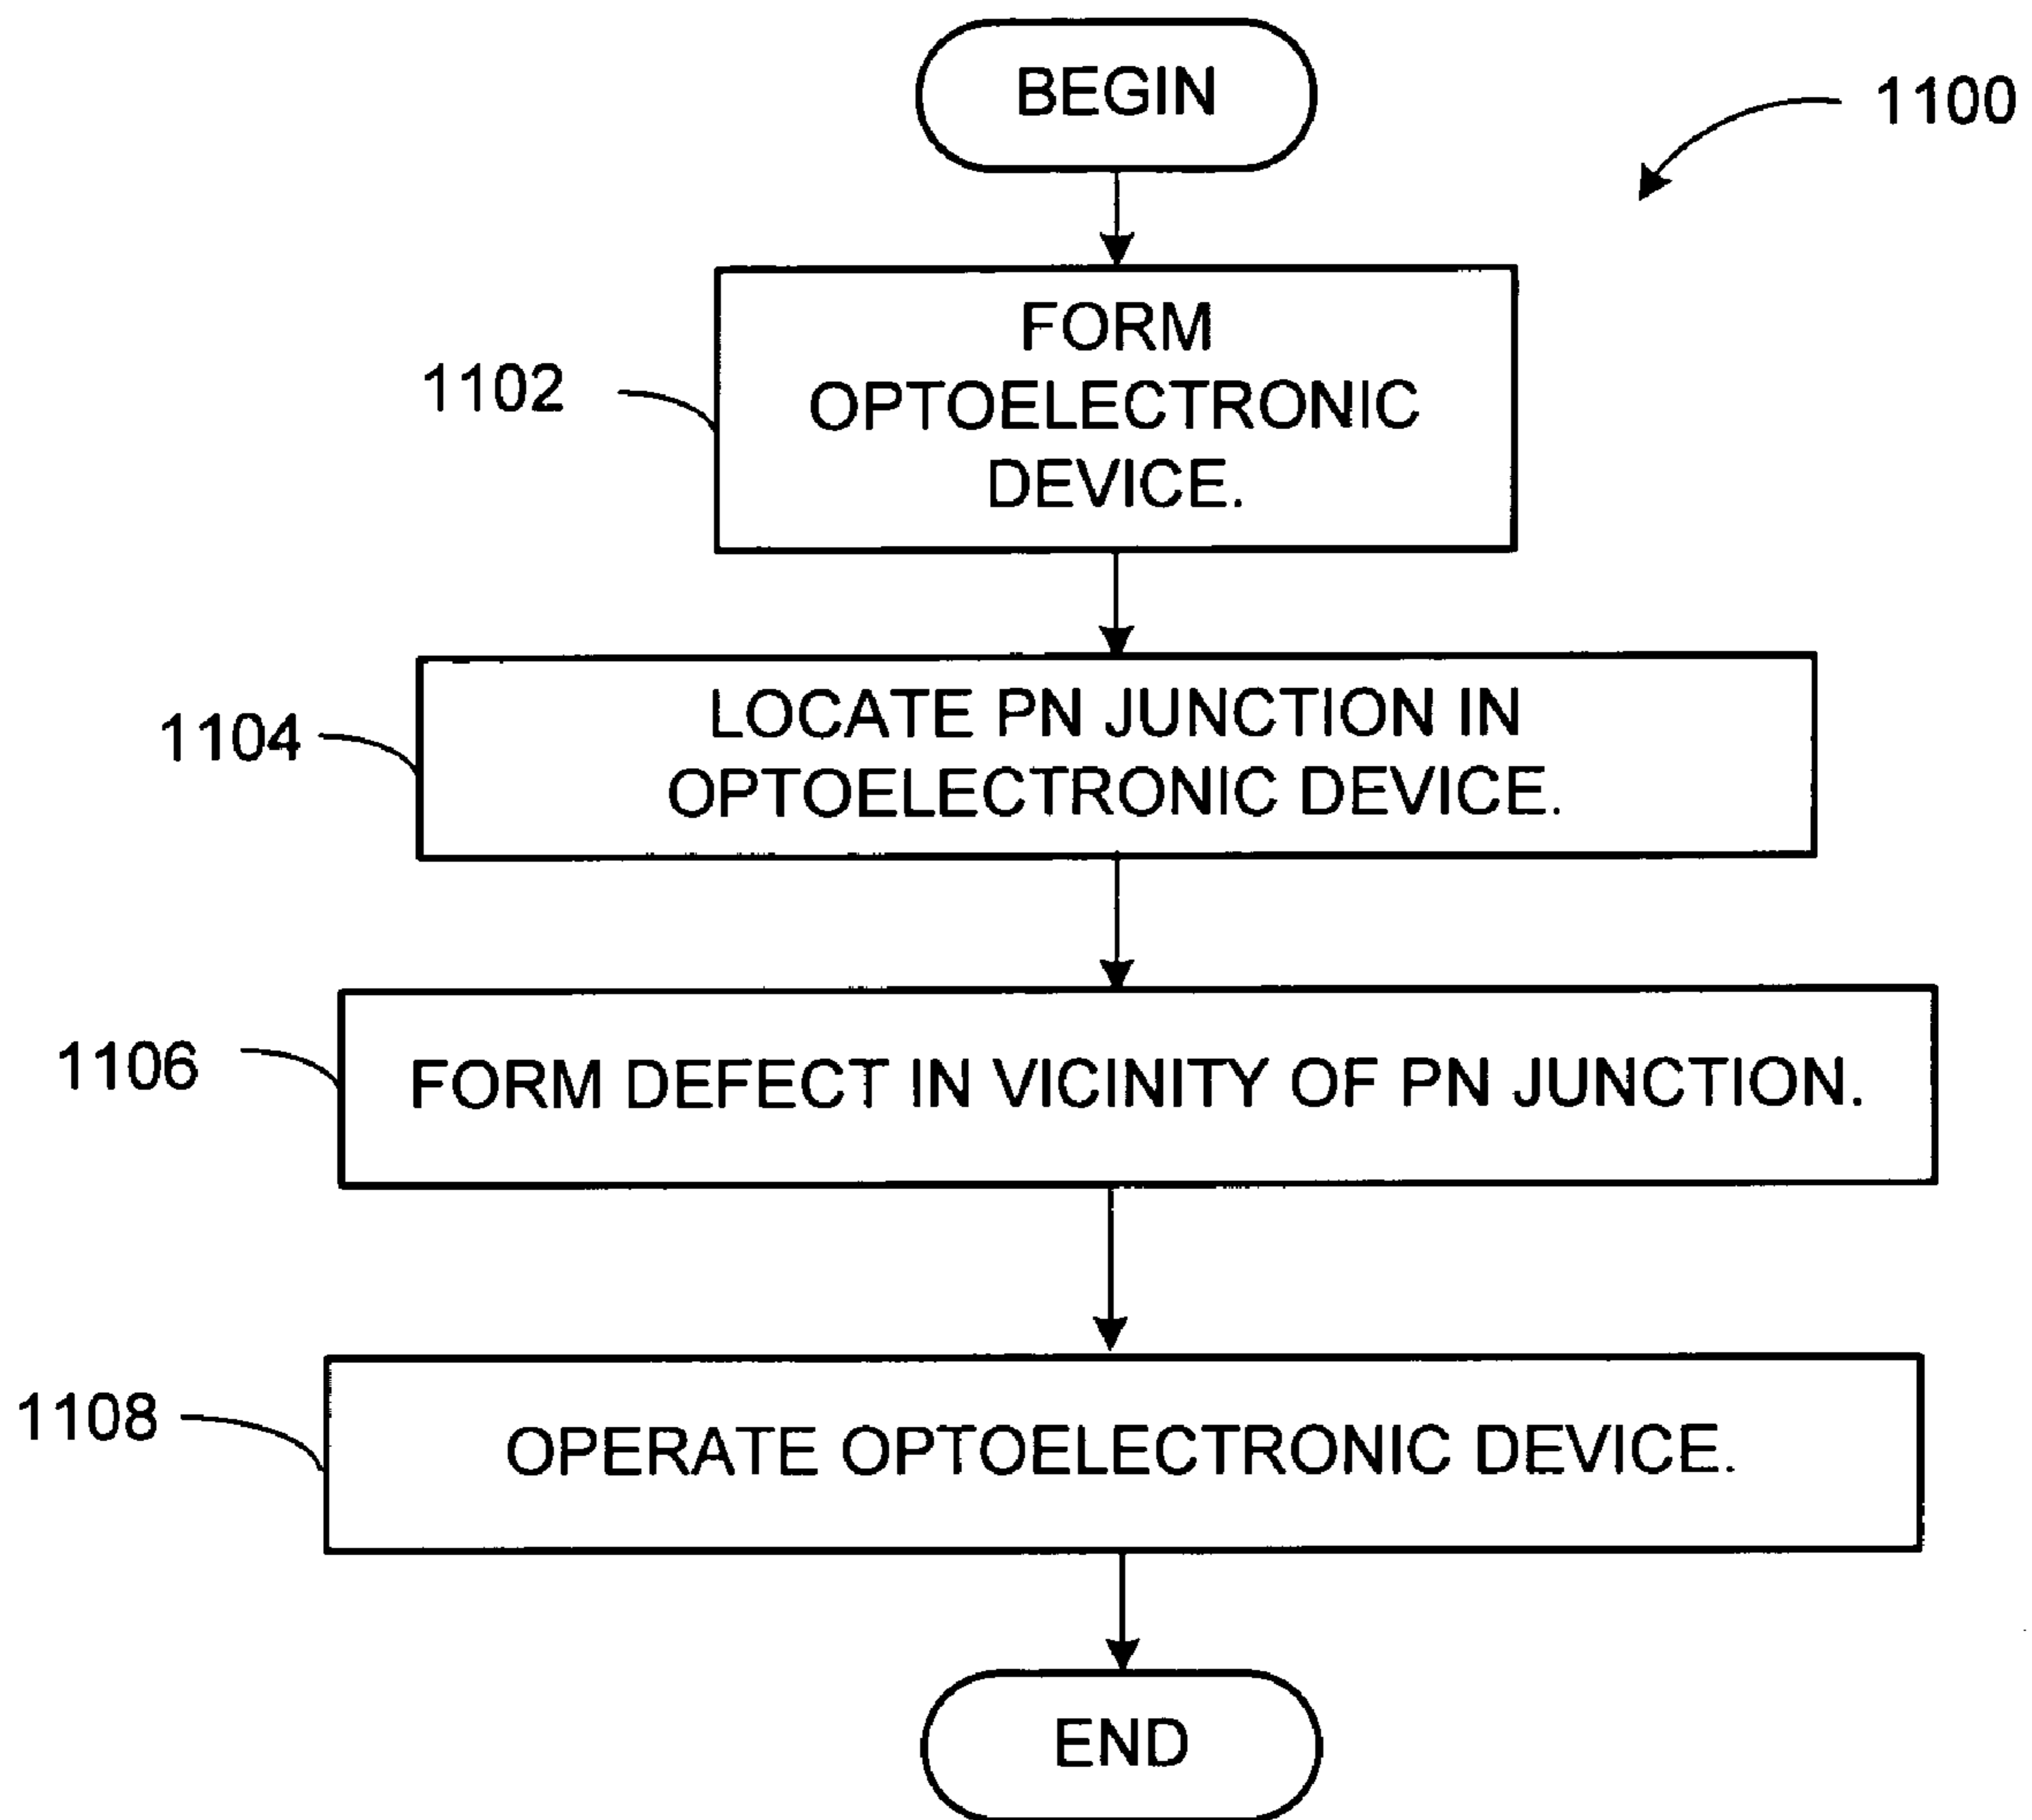 BEGIN
1100
1102
FORM
OPTOELECTRONIC
DEVICE.
1104
LOCATE PN JUNCTION IN
OPTOELECTRONIC DEVICE.
1106
FORM DEFECT IN VICINITY OF PN JUNCTION.
1108
OPERATE OPTOELECTRONIC DEVICE.
END